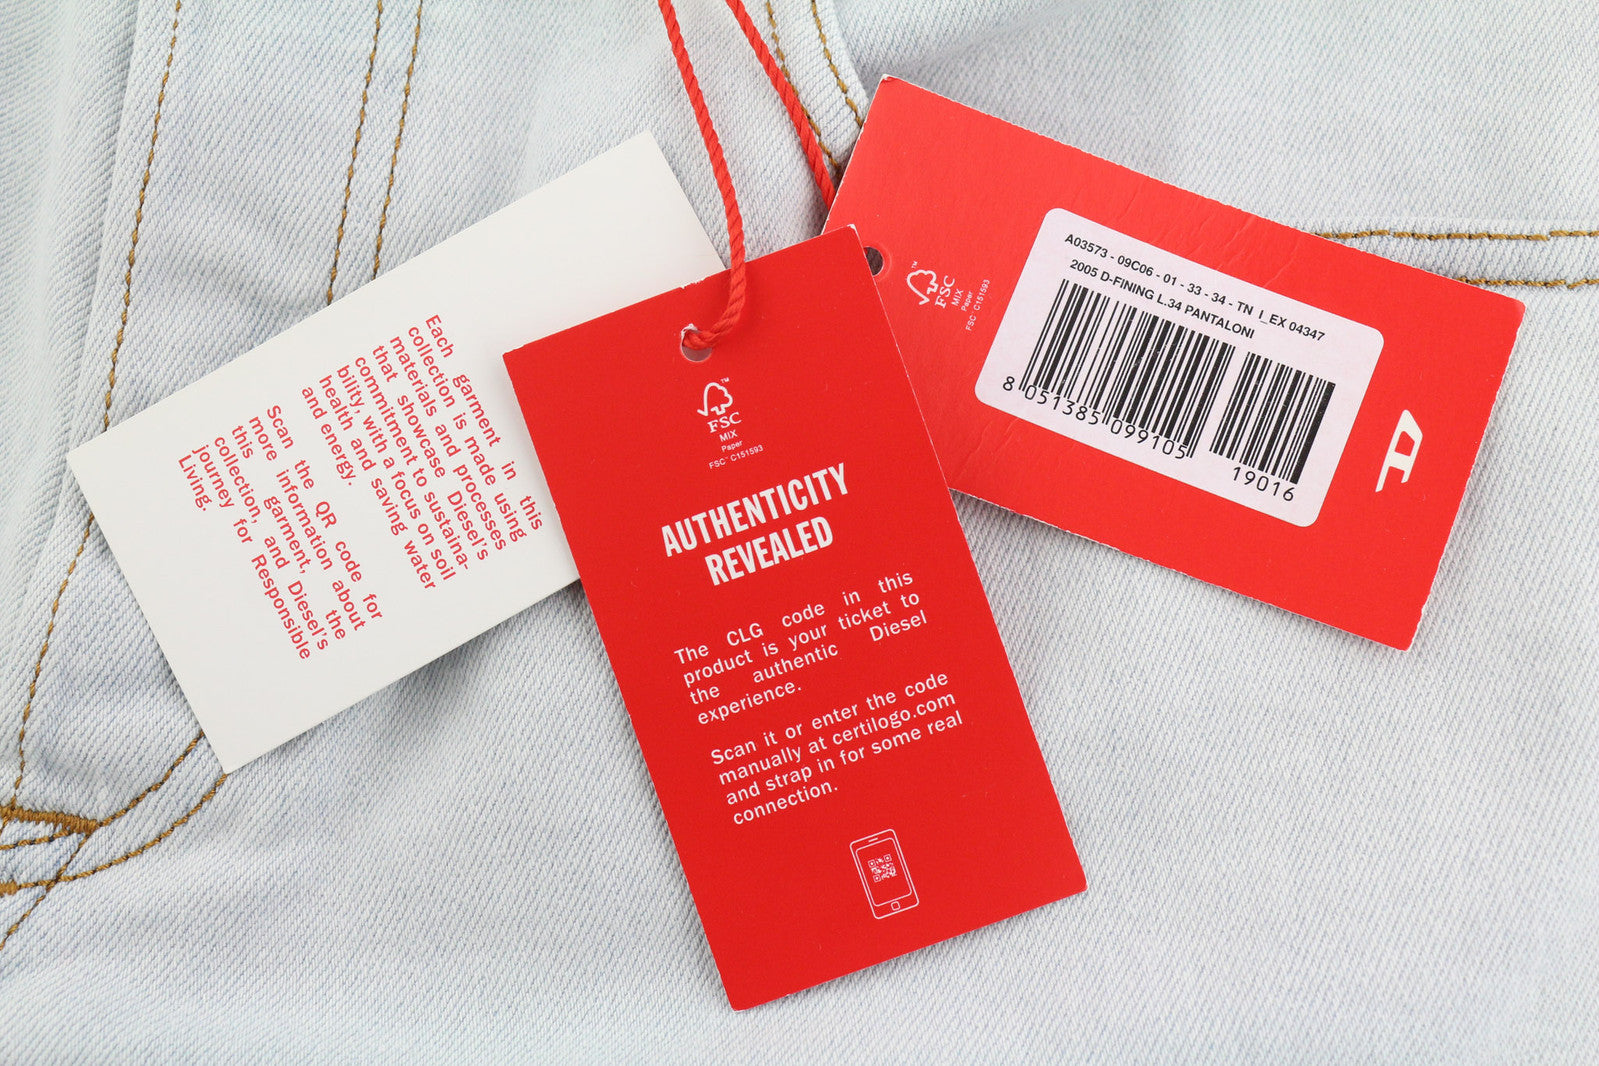 Each garment in this
collection is made using
materials and processes
that showcase Diesel's
commitment to sustaina-
bility, with a focus on soil
health and saving water
and energy.
Scan the QR code for
more information about
this garment, the
collection, and Diesel's
journey for Responsible
Living.
TM
FSC
MIX
Paper
FSC™ C151593
AUTHENTICITY
REVEALED
The CLG code in this
product is your ticket to
the authentic Diesel
experience.
Scan it or enter the code
manually at certilogo.com
and strap in for some real
connection.
TM
FSC
MIX
Paper
FSC™ C151593
A03573 - 09C06 - 01 - 33 - 34 - TN I_EX 04347
2005 D-FINING L.34 PANTALONI
8 051385 099105
19016
D